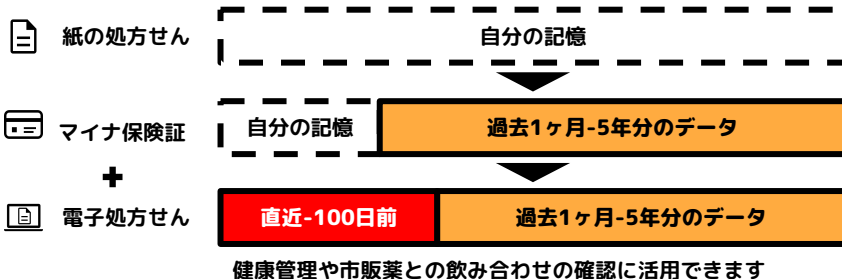 紙の処方せん
自分の記憶
マイナ保険証
自分の記憶
過去1ヶ月-5年分のデータ
+
電子処方せん
直近-100日前
過去1ヶ月-5年分のデータ
健康管理や市販薬との飲み合わせの確認に活用できます